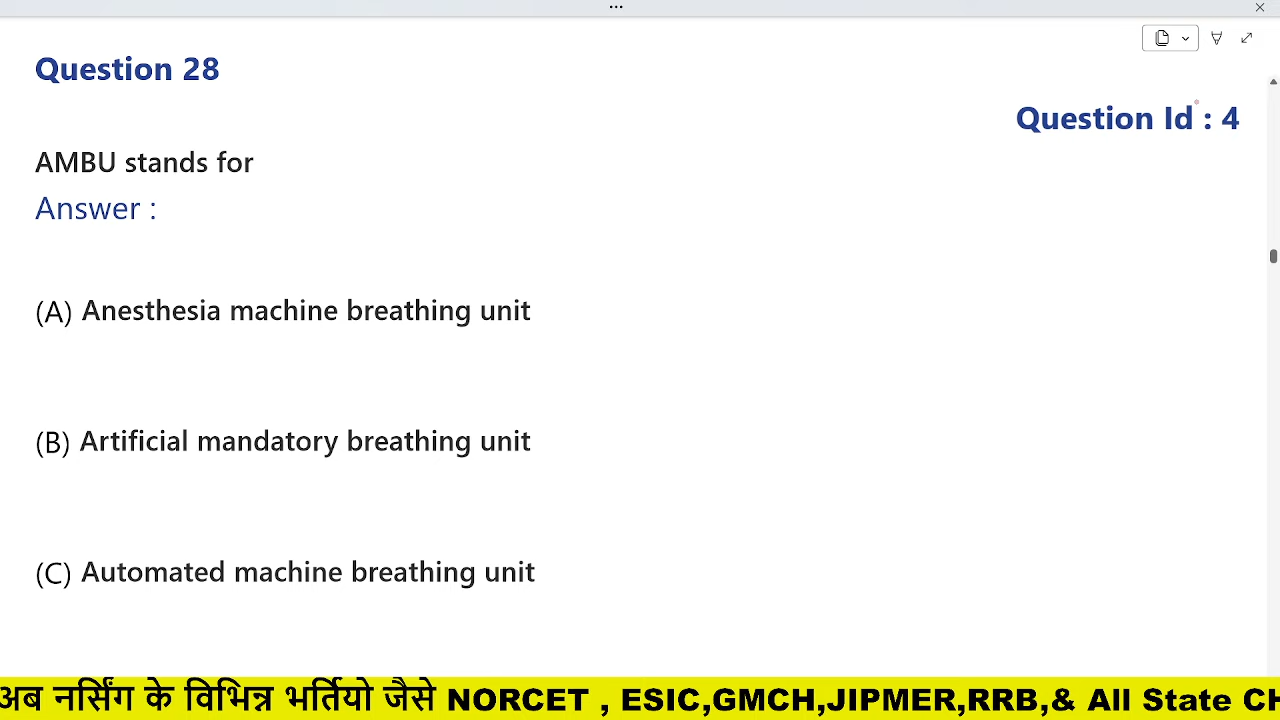 Question 28
Question Id : 4
AMBU stands for
Answer :
(A) Anesthesia machine breathing unit
(B) Artificial mandatory breathing unit
(C) Automated machine breathing unit
अब नर्सिंग के विभिन्न भर्तियो जैसे NORCET , ESIC,GMCH,JIPMER,RRB,& All State